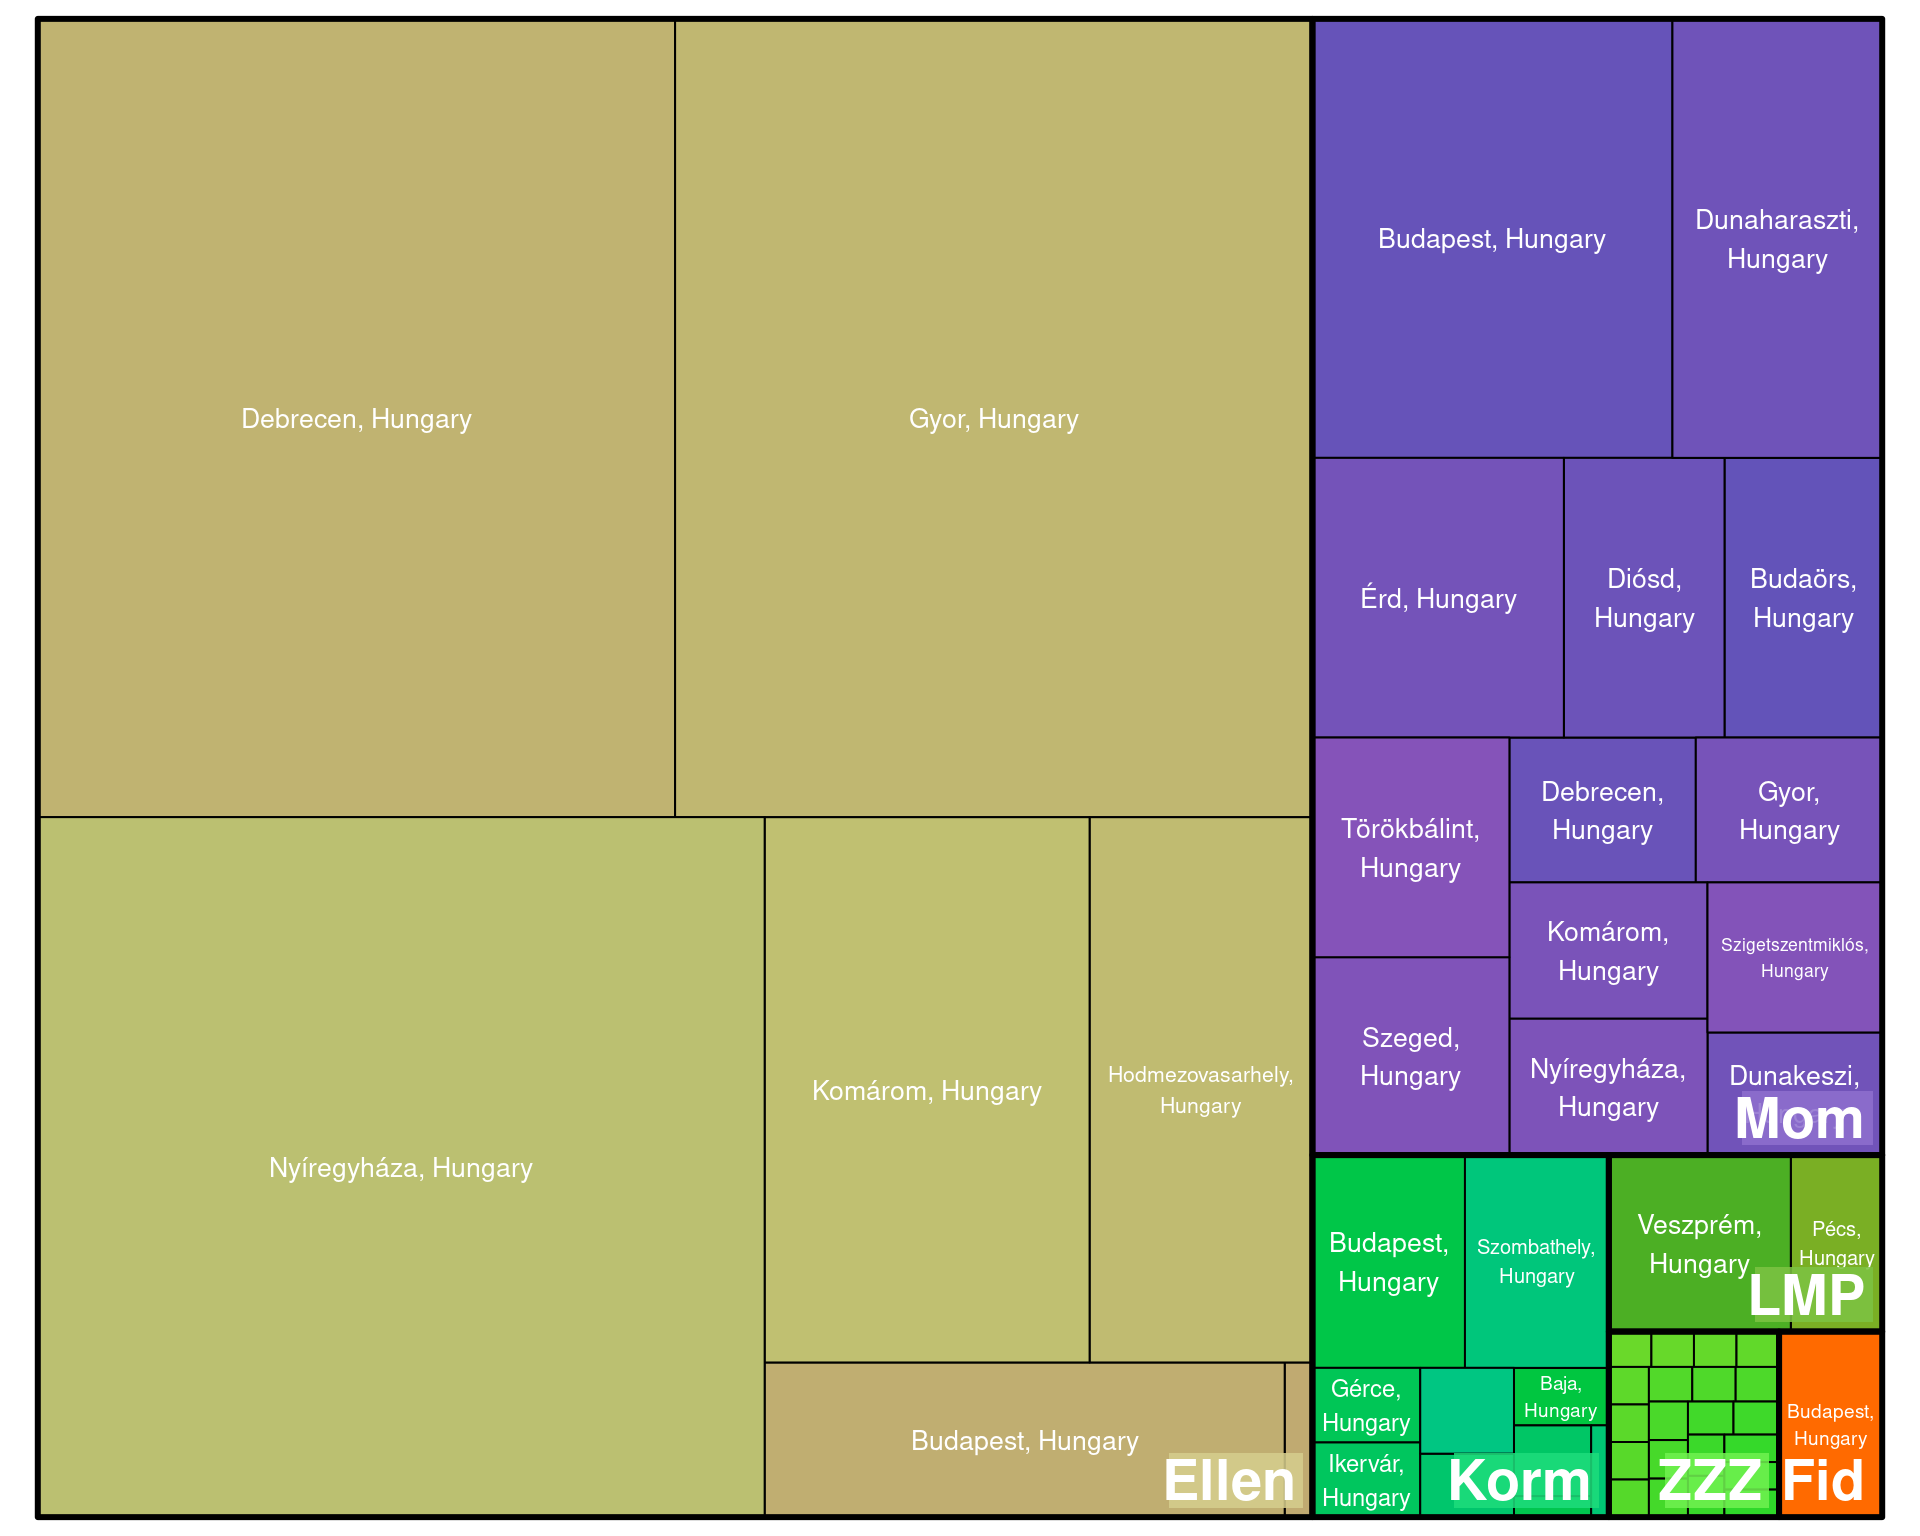 Debrecen, Hungary
Gyor, Hungary
Nyíregyháza, Hungary
Komárom, Hungary
Hodmezovasarhely,
Hungary
Budapest, Hungary
Ellen
Budapest, Hungary
Dunaharaszti,
Hungary
Érd, Hungary
Diósd,
Hungary
Budaörs,
Hungary
Törökbálint,
Hungary
Debrecen,
Hungary
Gyor,
Hungary
Szeged,
Hungary
Komárom,
Hungary
Szigetszentmiklós,
Hungary
Nyíregyháza,
Hungary
Dunakeszi,
Mom
Budapest,
Hungary
Szombathely,
Hungary
Gérce,
Hungary
Baja,
Hungary
Ikervár,
Hungary
Korm
Veszprém,
Hungary
Pécs,
Hungary
LMP
ZZZ
Budapest,
Hungary
Fid